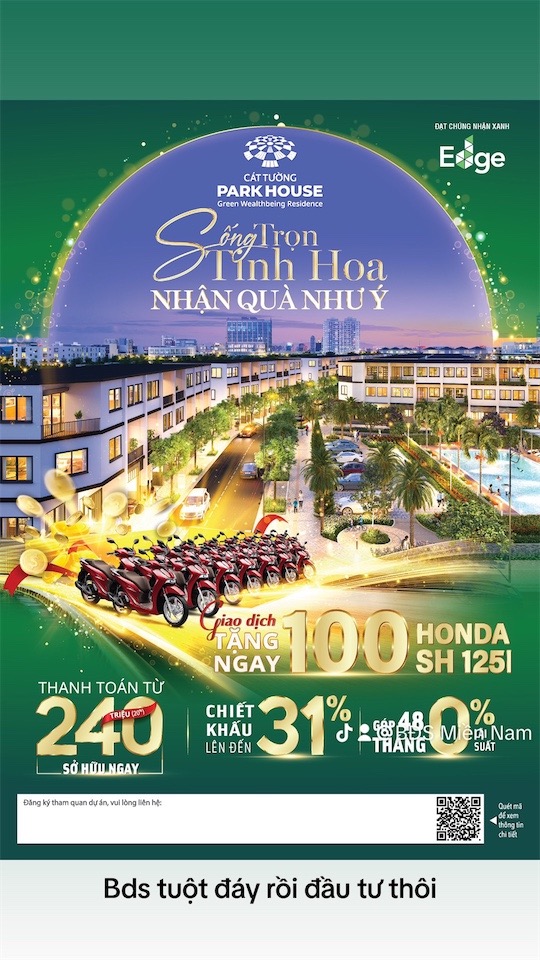 ĐẠT CHỨNG NHẬN XANH
Edge
CÁT TƯỜNG
PARK HOUSE
Green Wealthbeing Residence
Sống Trọn
Tinh Hoa
NHẬN QUÀ NHƯ Ý
Giao dịch
TẶNG
NGAY
100
HONDA
SH 125i
THANH TOÁN TỪ
240
TRIỆU (20%)
SỞ HỮU NGAY
CHIẾT
KHẤU
LÊN ĐẾN
31%
GÓP 48
THÁNG
0%
LÃI
SUẤT
@BDS Miền Nam
Đăng ký tham quan dự án, vui lòng liên hệ:
Quét mã
để xem
thông tin
chi tiết
Bds tuột đáy rồi đầu tư thôi